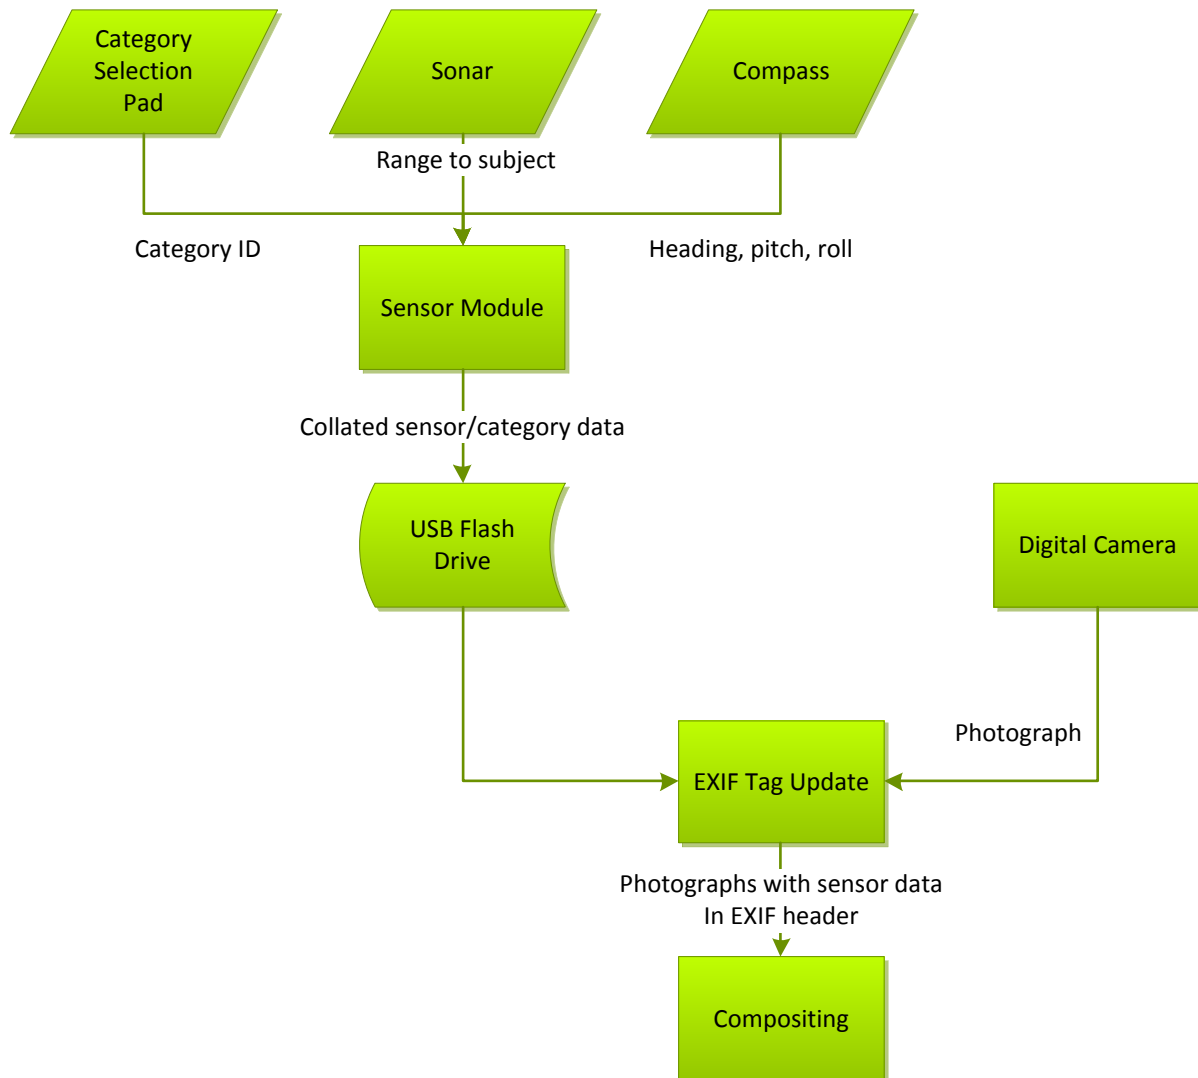 Category
Selection
Pad
Sonar
Compass
Range to subject
Category ID
Heading, pitch, roll
Sensor Module
Collated sensor/category data
USB Flash
Drive
Digital Camera
Photograph
EXIF Tag Update
Photographs with sensor data
In EXIF header
Compositing